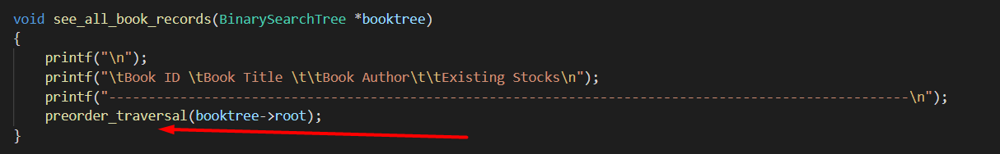 void see_all_book_records(BinarySearchTree *booktree)
{
    printf("\n");
    printf("\tBook ID \tBook Title \t\tBook Author\t\tExisting Stocks\n");
    printf("-----------------------------------------------------------------------------------------------------\n");
    preorder_traversal(booktree->root);
}